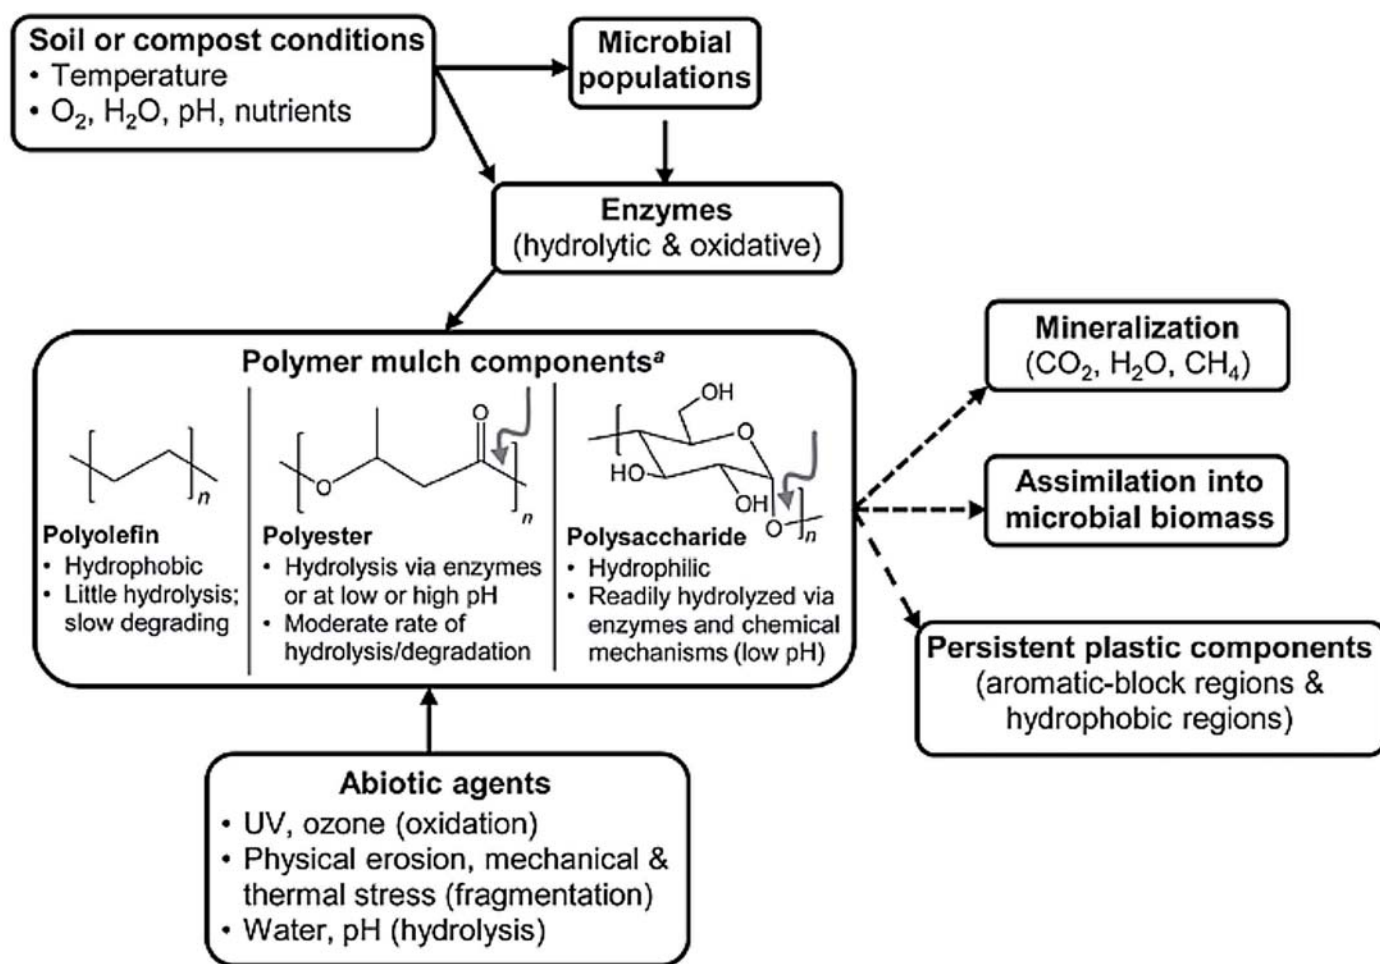 Soil or compost conditions
• Temperature
• O₂, H₂O, pH, nutrients
Microbial
populations
Enzymes
(hydrolytic & oxidative)
Polymer mulch componentsᵃ
n
Polyolefin
• Hydrophobic
• Little hydrolysis;
slow degrading
O
O
n
Polyester
• Hydrolysis via enzymes
or at low or high pH
• Moderate rate of
hydrolysis/degradation
OH
O
HO
OH
O
n
Polysaccharide
• Hydrophilic
• Readily hydrolyzed via
enzymes and chemical
mechanisms (low pH)
Mineralization
(CO₂, H₂O, CH₄)
Assimilation into
microbial biomass
Persistent plastic components
(aromatic-block regions &
hydrophobic regions)
Abiotic agents
• UV, ozone (oxidation)
• Physical erosion, mechanical &
thermal stress (fragmentation)
• Water, pH (hydrolysis)